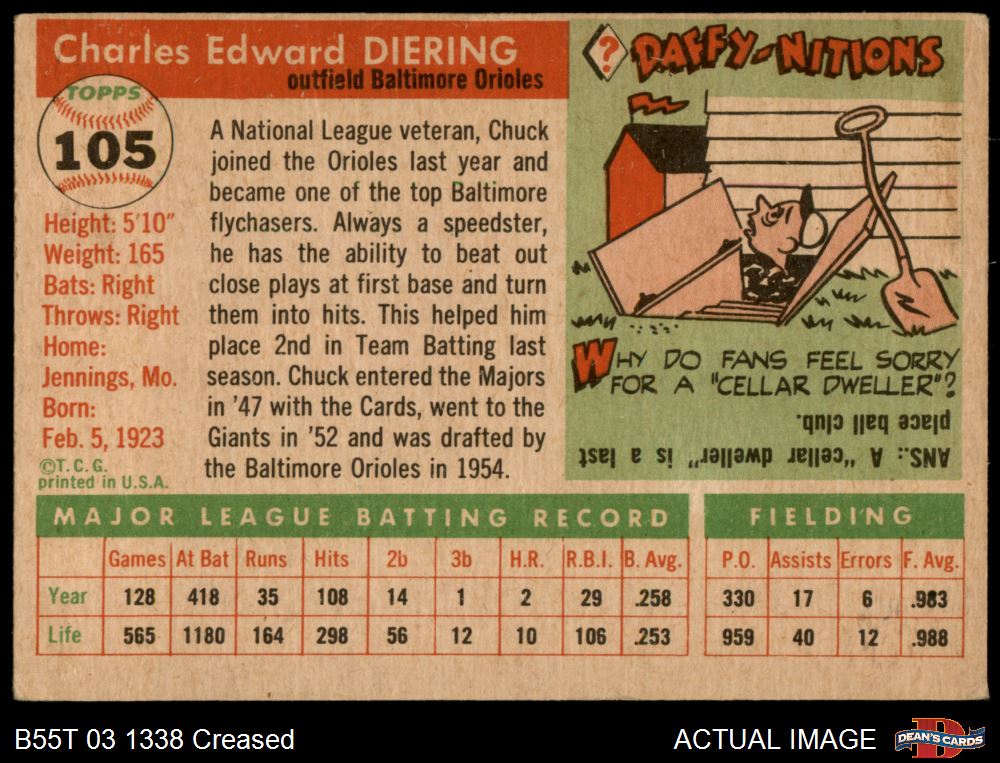 Charles Edward DIERING
outfield Baltimore Orioles
TOPPS
105
Height: 5'10"
Weight: 165
Bats: Right
Throws: Right
Home:
Jennings, Mo.
Born:
Feb. 5, 1923
©T.C.G.
printed in U.S.A.
A National League veteran, Chuck
joined the Orioles last year and
became one of the top Baltimore
flychasers. Always a speedster,
he has the ability to beat out
close plays at first base and turn
them into hits. This helped him
place 2nd in Team Batting last
season. Chuck entered the Majors
in '47 with the Cards, went to the
Giants in '52 and was drafted by
the Baltimore Orioles in 1954.
? DAFFY-NITIONS
WHY DO FANS FEEL SORRY
FOR A "CELLAR DWELLER"?
ANS.: A "cellar dweller" is a last
place ball club.
MAJOR LEAGUE BATTING RECORD
Games At Bat Runs Hits 2b 3b H.R. R.B.I. B. Avg.
Year 128 418 35 108 14 1 2 29 .258
Life 565 1180 164 298 56 12 10 106 .253
FIELDING
P.O. Assists Errors F. Avg.
330 17 6 .983
959 40 12 .988
B55T 03 1338 Creased
ACTUAL IMAGE
D
DEAN'S CARDS